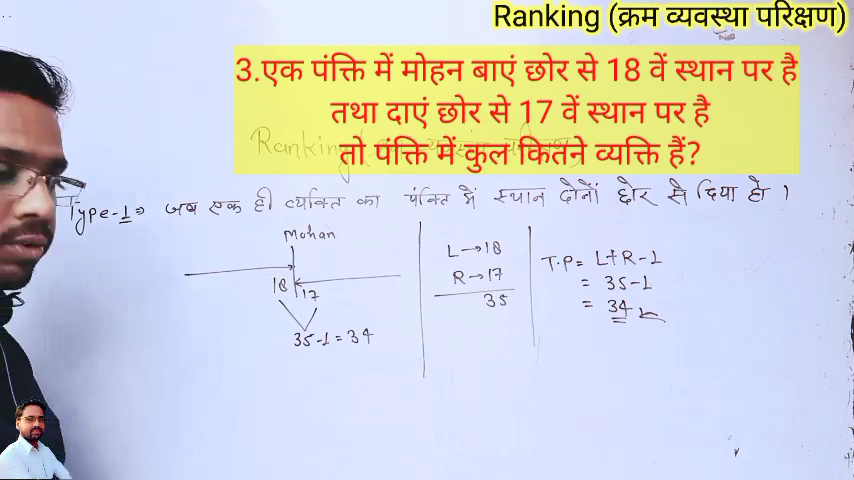 Ranking (क्रम व्यवस्था परिक्षण)
3.एक पंक्ति में मोहन बाएं छोर से 18 वें स्थान पर है
तथा दाएं छोर से 17 वें स्थान पर है
तो पंक्ति में कुल कितने व्यक्ति हैं?
Ranking
Type-1⇒ जब एक ही व्यक्ति का पंक्ति में स्थान दोनों छोर से दिया हो ।
Mohan
18
17
35-1=34
L→18
R→17
35
T.P= L+R-1
= 35-1
= 34